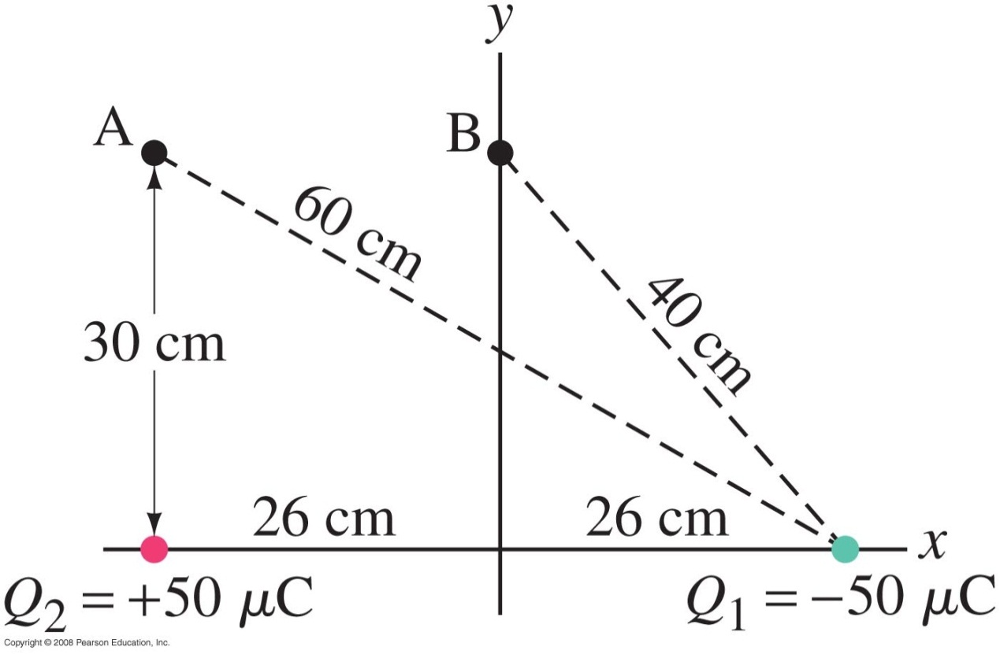 y
A
B
60 cm
40 cm
30 cm
26 cm
26 cm
x
Q₂ = +50 μC
Q₁ = −50 μC
Copyright © 2008 Pearson Education, Inc.